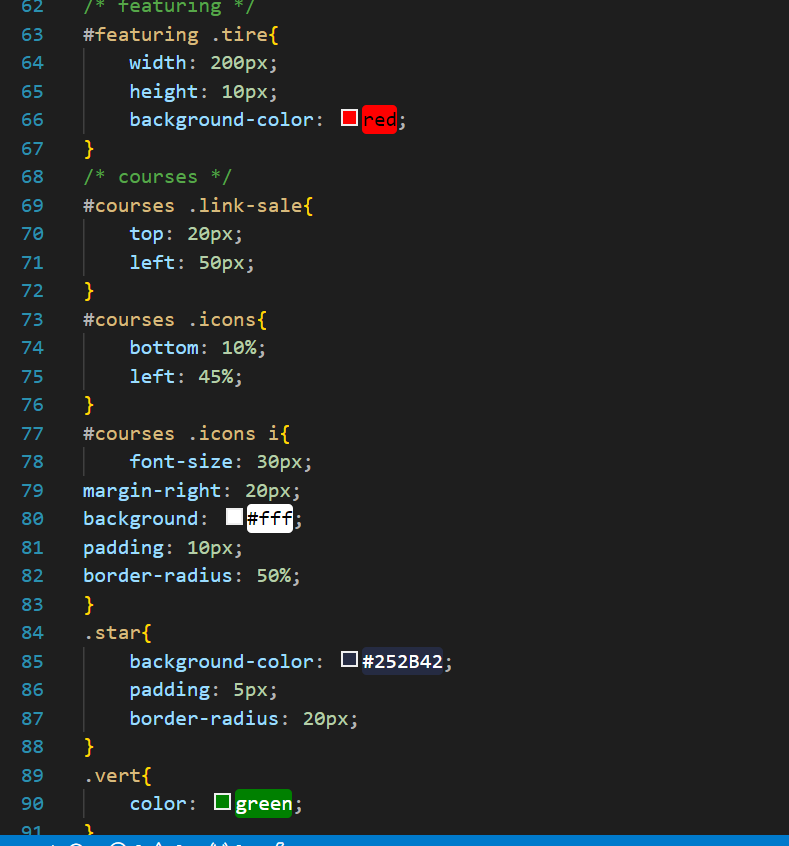 62 /* featuring */
63 #featuring .tire{
64 width: 200px;
65 height: 10px;
66 background-color: red;
67 }
68 /* courses */
69 #courses .link-sale{
70 top: 20px;
71 left: 50px;
72 }
73 #courses .icons{
74 bottom: 10%;
75 left: 45%;
76 }
77 #courses .icons i{
78 font-size: 30px;
79 margin-right: 20px;
80 background: #fff;
81 padding: 10px;
82 border-radius: 50%;
83 }
84 .star{
85 background-color: #252B42;
86 padding: 5px;
87 border-radius: 20px;
88 }
89 .vert{
90 color: green;
91 }